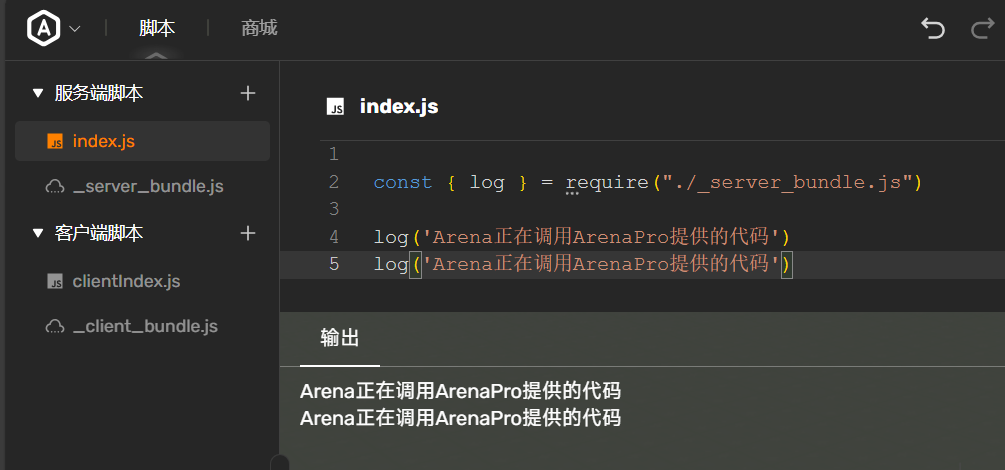 脚本
商城
服务端脚本
index.js
_server_bundle.js
客户端脚本
clientIndex.js
_client_bundle.js
JS index.js
1
2 const { log } = require("./_server_bundle.js")
3
4 log('Arena正在调用ArenaPro提供的代码')
5 log('Arena正在调用ArenaPro提供的代码')
输出
Arena正在调用ArenaPro提供的代码
Arena正在调用ArenaPro提供的代码